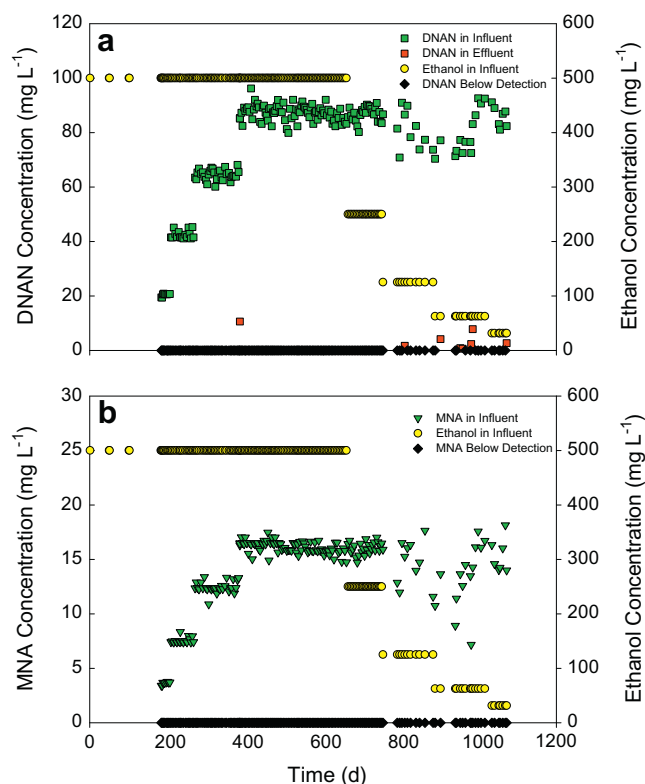 a
DNAN in Influent
DNAN in Effluent
Ethanol in Influent
DNAN Below Detection
DNAN Concentration (mg L-1)
120
100
80
60
40
20
0
Ethanol Concentration (mg L-1)
600
500
400
300
200
100
0
b
MNA in Influent
Ethanol in Influent
MNA Below Detection
MNA Concentration (mg L-1)
30
25
20
15
10
5
0
Ethanol Concentration (mg L-1)
600
500
400
300
200
100
0
0 200 400 600 800 1000 1200
Time (d)